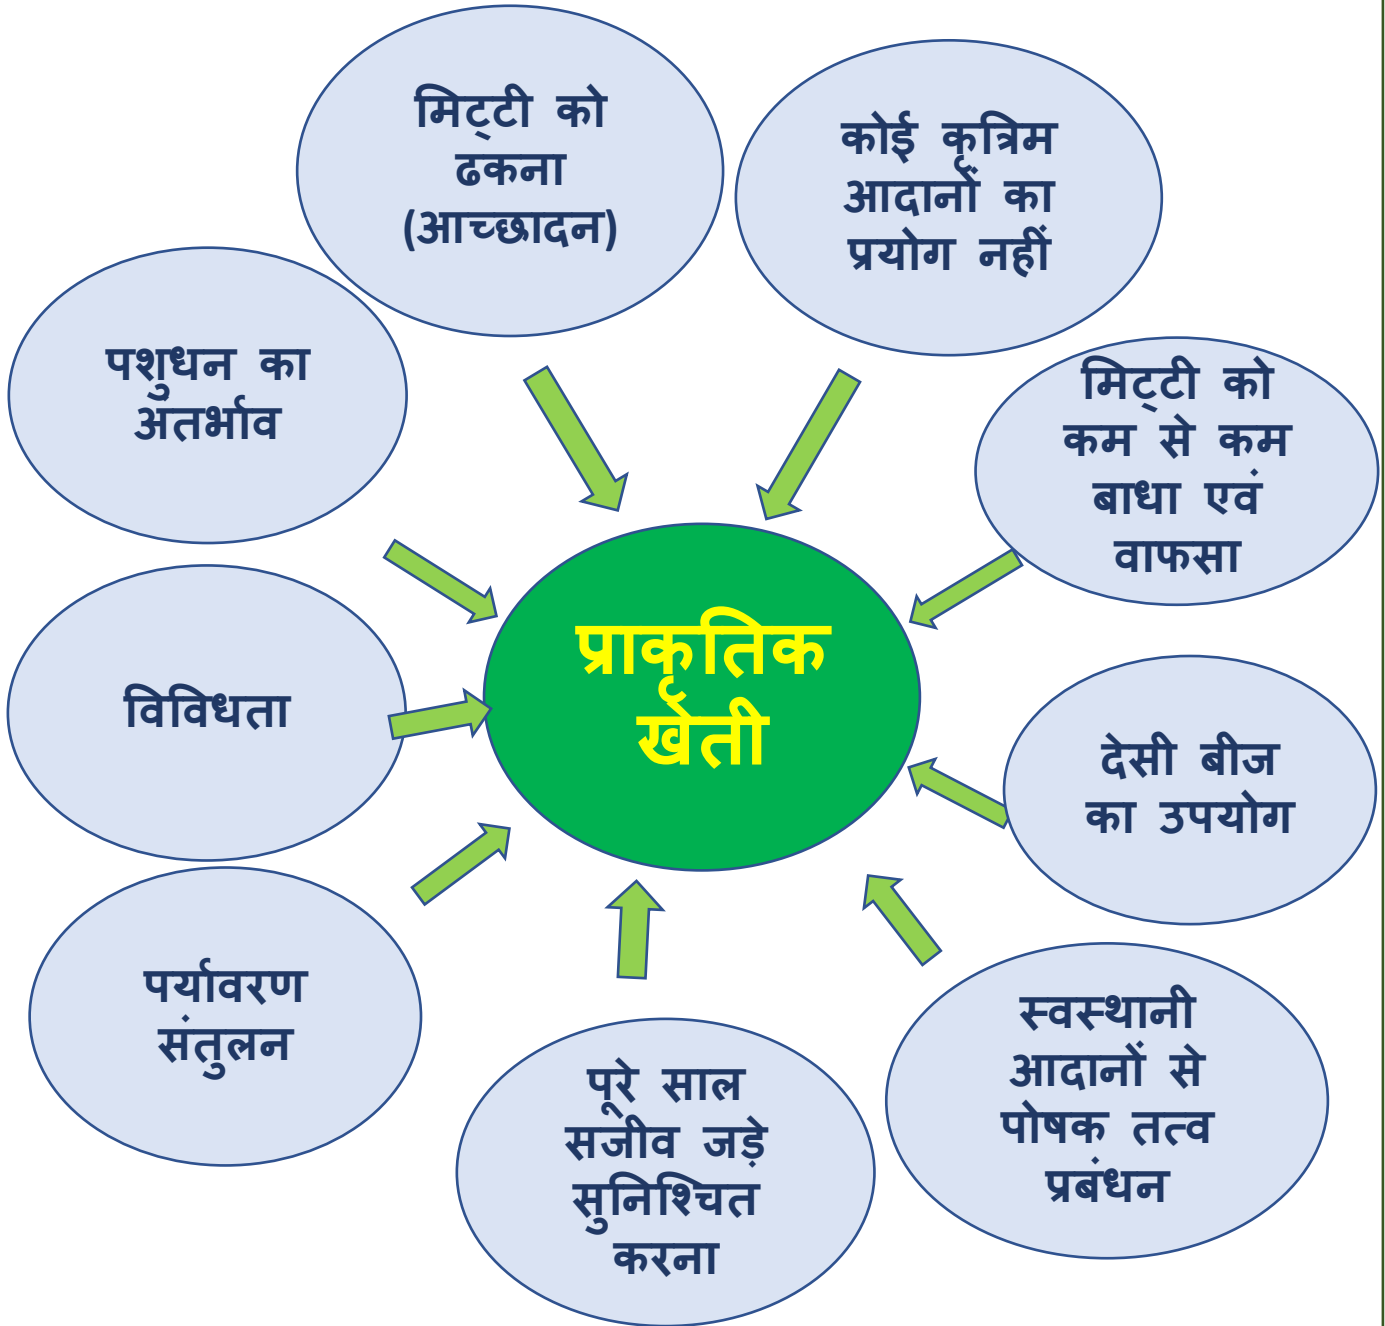 मिट्टी को
ढकना
(आच्छादन)
कोई कृत्रिम
आदानों का
प्रयोग नहीं
पशुधन का
अंतर्भाव
मिट्टी को
कम से कम
बाधा एवं
वाफसा
प्राकृतिक
खेती
विविधता
देसी बीज
का उपयोग
पर्यावरण
संतुलन
स्वस्थानी
आदानों से
पोषक तत्व
प्रबंधन
पूरे साल
सजीव जड़े
सुनिश्चित
करना